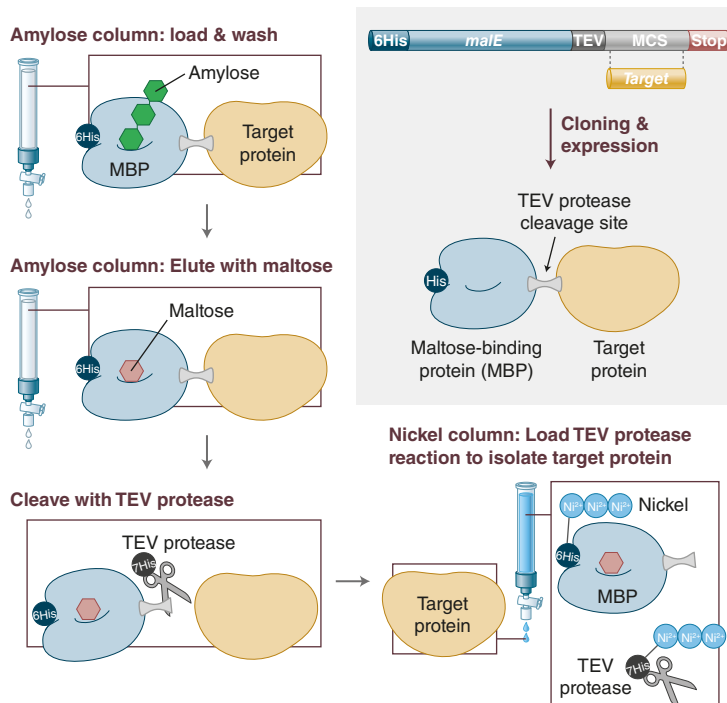 Amylose column: load & wash
Amylose
6His
MBP
Target
protein
Amylose column: Elute with maltose
Maltose
6His
Cleave with TEV protease
TEV protease
7His
6His
6His malE TEV MCS Stop
Target
Cloning &
expression
TEV protease
cleavage site
His
Maltose-binding
protein (MBP)
Target
protein
Nickel column: Load TEV protease
reaction to isolate target protein
Ni²⁺ Ni²⁺ Ni²⁺ Nickel
6His
MBP
Target
protein
Ni²⁺ Ni²⁺ Ni²⁺
7His
TEV
protease